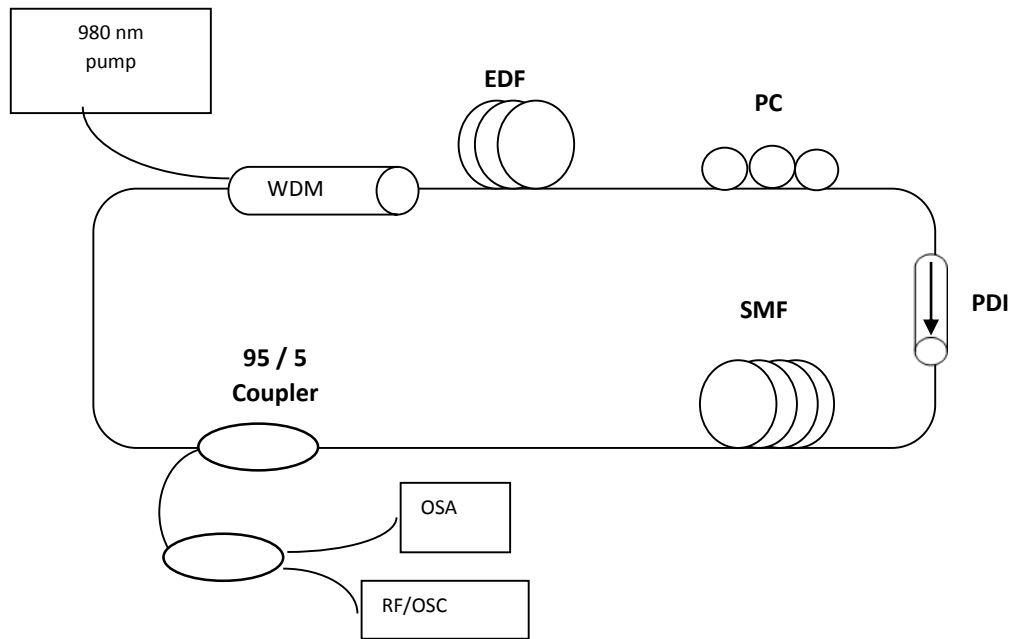 980 nm
pump
EDF
PC
WDM
PDI
SMF
95 / 5
Coupler
OSA
RF/OSC